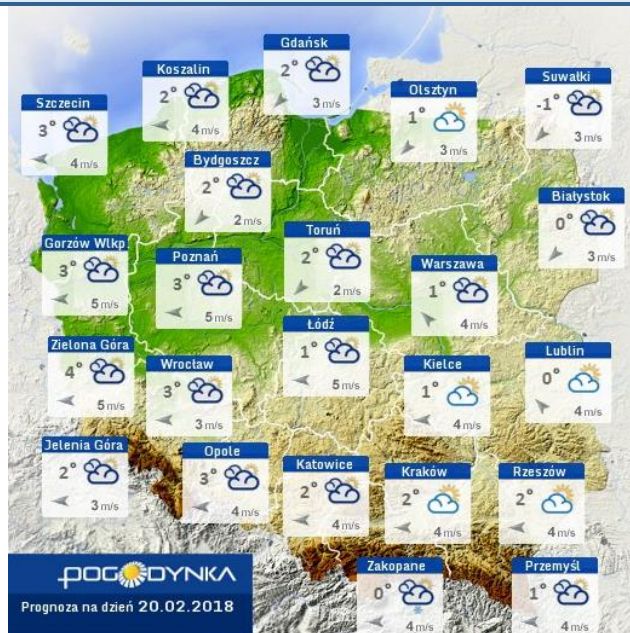 Gdańsk
2°
3 m/s
Koszalin
2°
4 m/s
Olsztyn
1°
3 m/s
Suwałki
-1°
3 m/s
Szczecin
3°
4 m/s
Bydgoszcz
2°
2 m/s
Białystok
0°
3 m/s
Toruń
2°
2 m/s
Gorzów Wlkp
3°
5 m/s
Poznań
3°
5 m/s
Warszawa
1°
4 m/s
Łódź
1°
5 m/s
Zielona Góra
4°
5 m/s
Wrocław
3°
3 m/s
Kielce
1°
4 m/s
Lublin
0°
4 m/s
Jelenia Góra
2°
3 m/s
Opole
3°
4 m/s
Katowice
2°
4 m/s
Kraków
2°
4 m/s
Rzeszów
2°
4 m/s
Zakopane
0°
4 m/s
Przemyśl
1°
4 m/s
POGODYNKA
Prognoza na dzień 20.02.2018